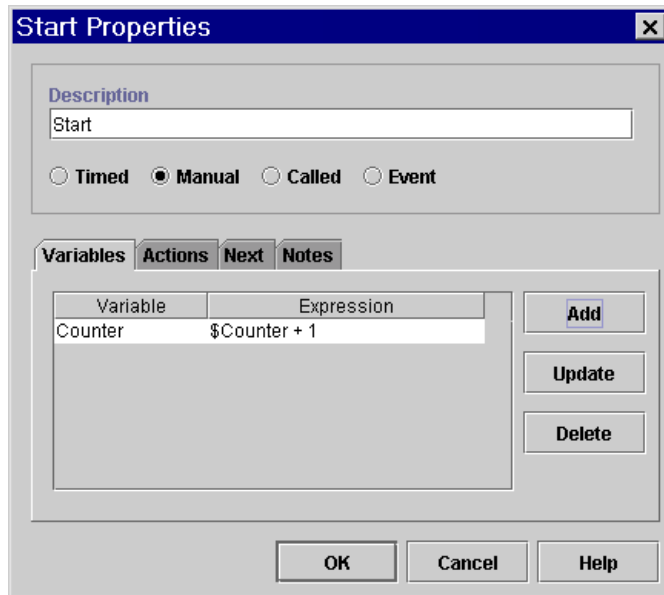 Start Properties
Description
Start
Timed Manual Called Event
Variables Actions Next Notes
Variable Expression
Counter $Counter + 1
Add
Update
Delete
OK Cancel Help